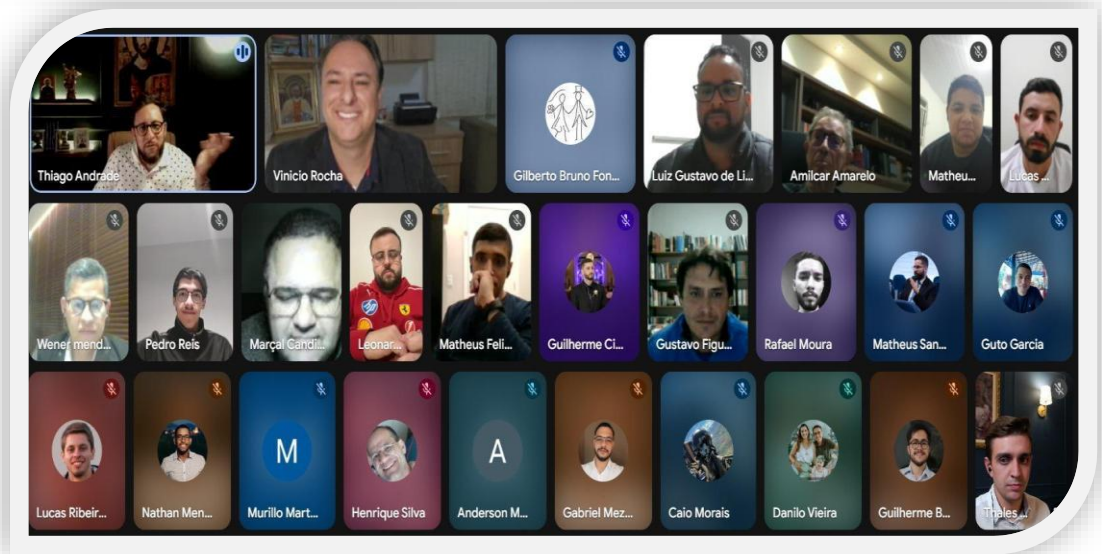 Thiago Andrade
Vinicio Rocha
Gilberto Bruno Fon...
Luiz Gustavo de Li...
Amilcar Amarelo
Matheu...
Lucas ...
Wener mend...
Pedro Reis
Marçal Candi...
Leonar...
Matheus Feli...
Guilherme Ci...
Gustavo Figu...
Rafael Moura
Matheus San...
Guto Garcia
Lucas Ribeir...
Nathan Men...
M
Murillo Mart...
Henrique Silva
A
Anderson M...
Gabriel Mez...
Caio Morais
Danilo Vieira
Guilherme B...
Thales ...